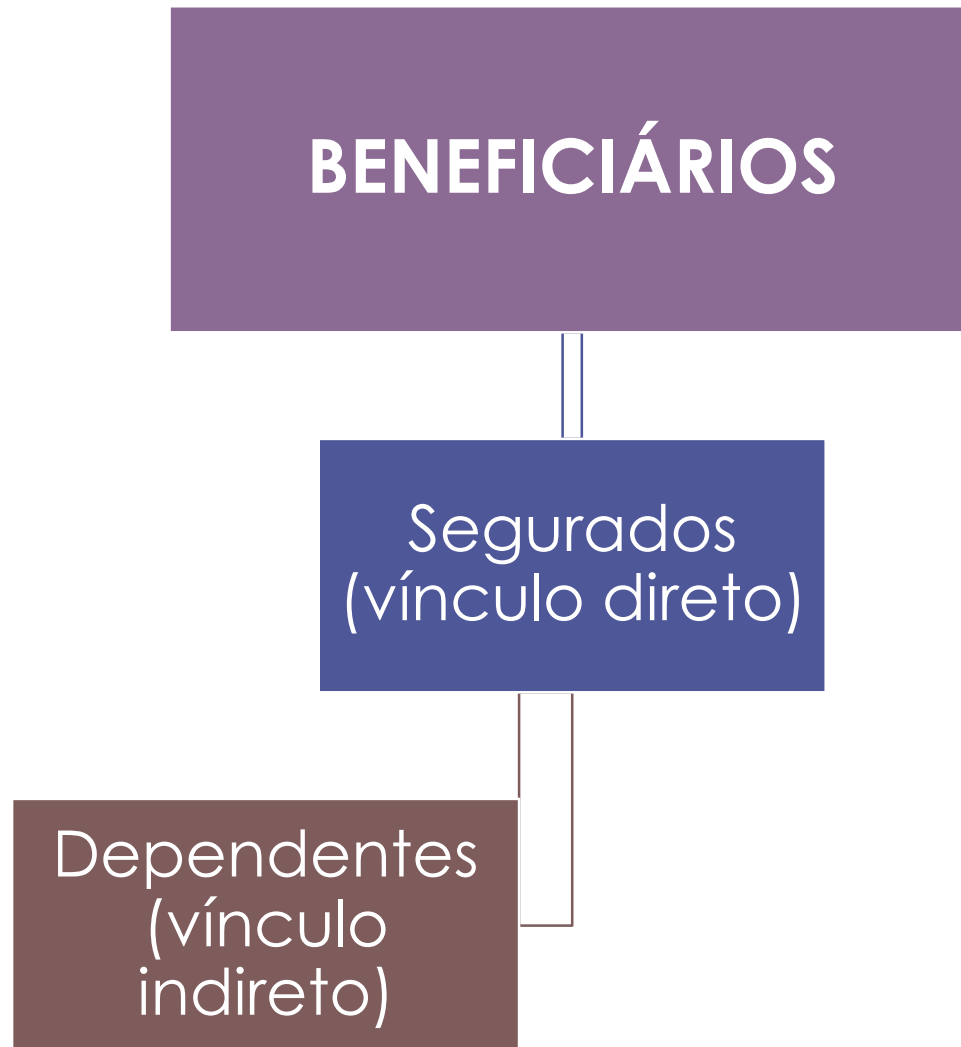 BENEFICIÁRIOS
Segurados
(vínculo direto)
Dependentes
(vínculo
indireto)